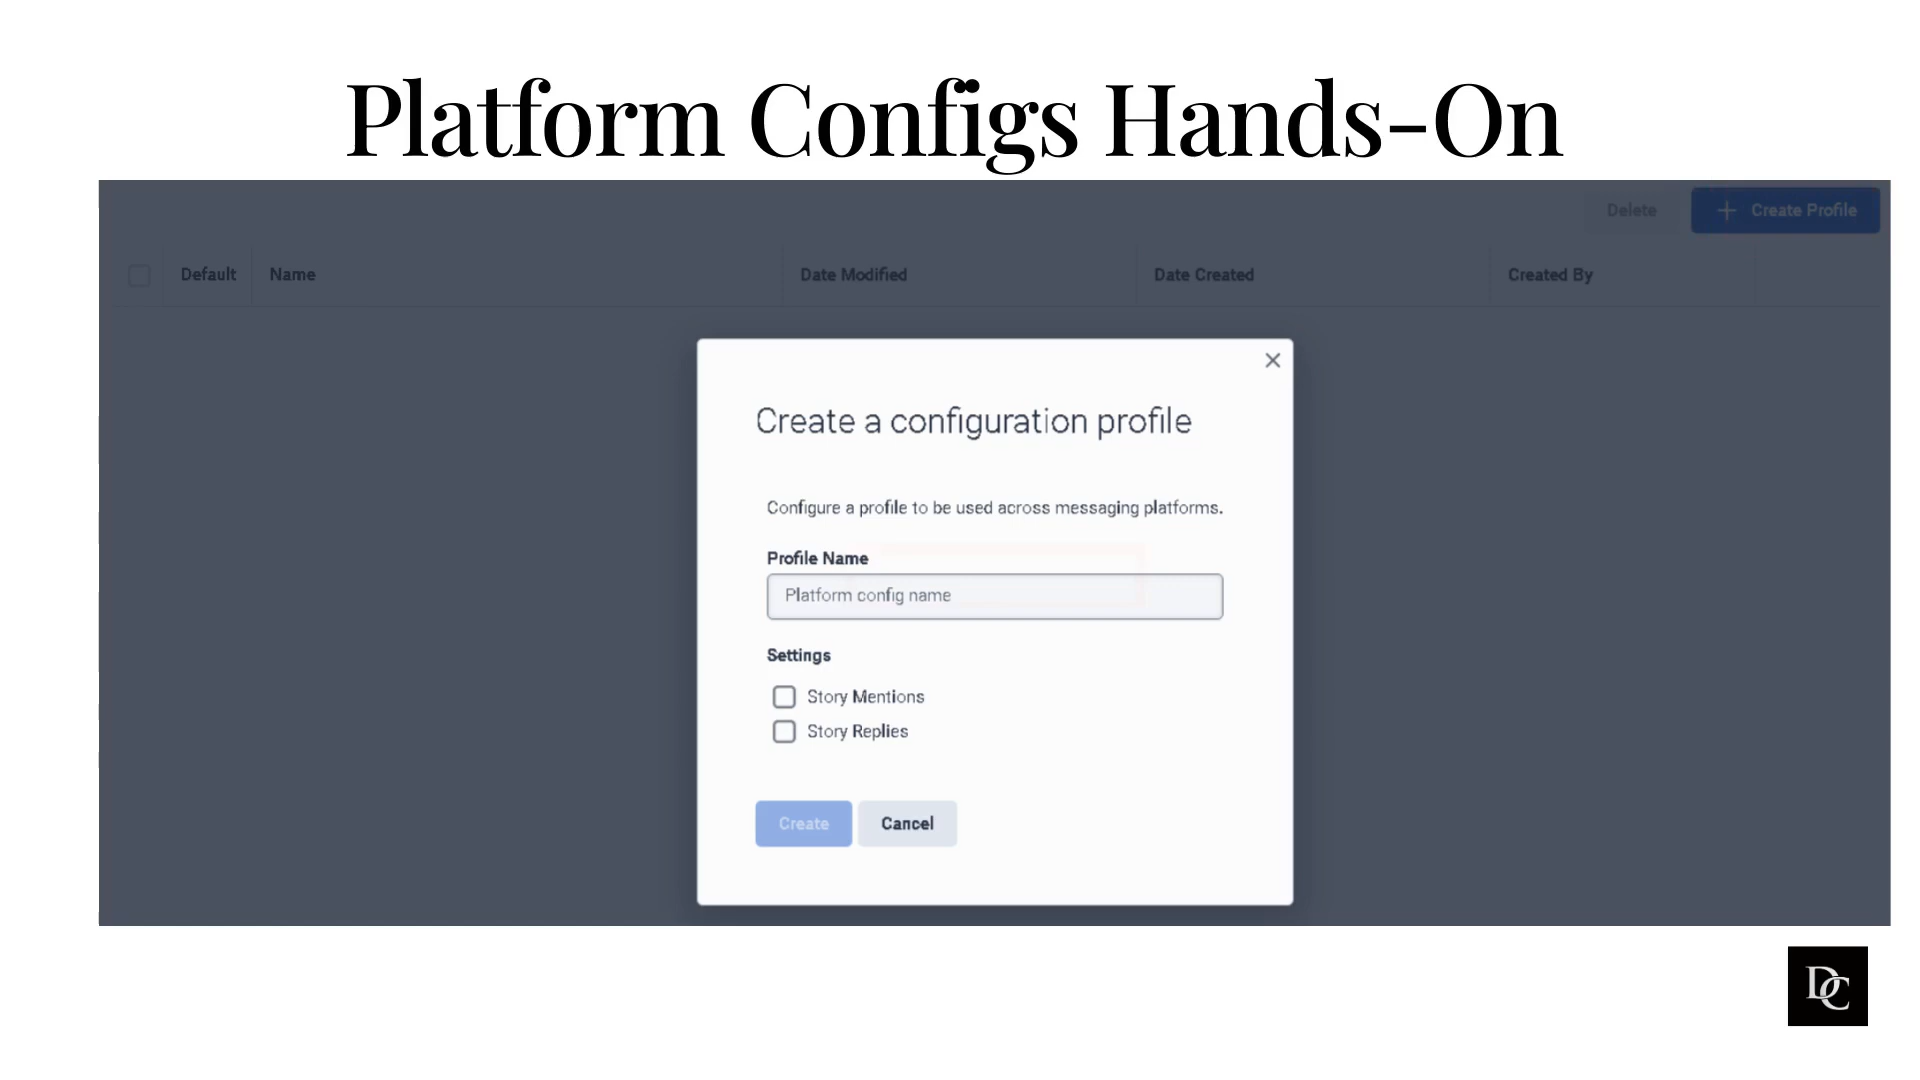 Platform Configs Hands-On
Delete
Create Profile
Default Name Date Modified Date Created Created By
Create a configuration profile
Configure a profile to be used across messaging platforms.
Profile Name
Platform config name
Settings
Story Mentions
Story Replies
Create Cancel
DC